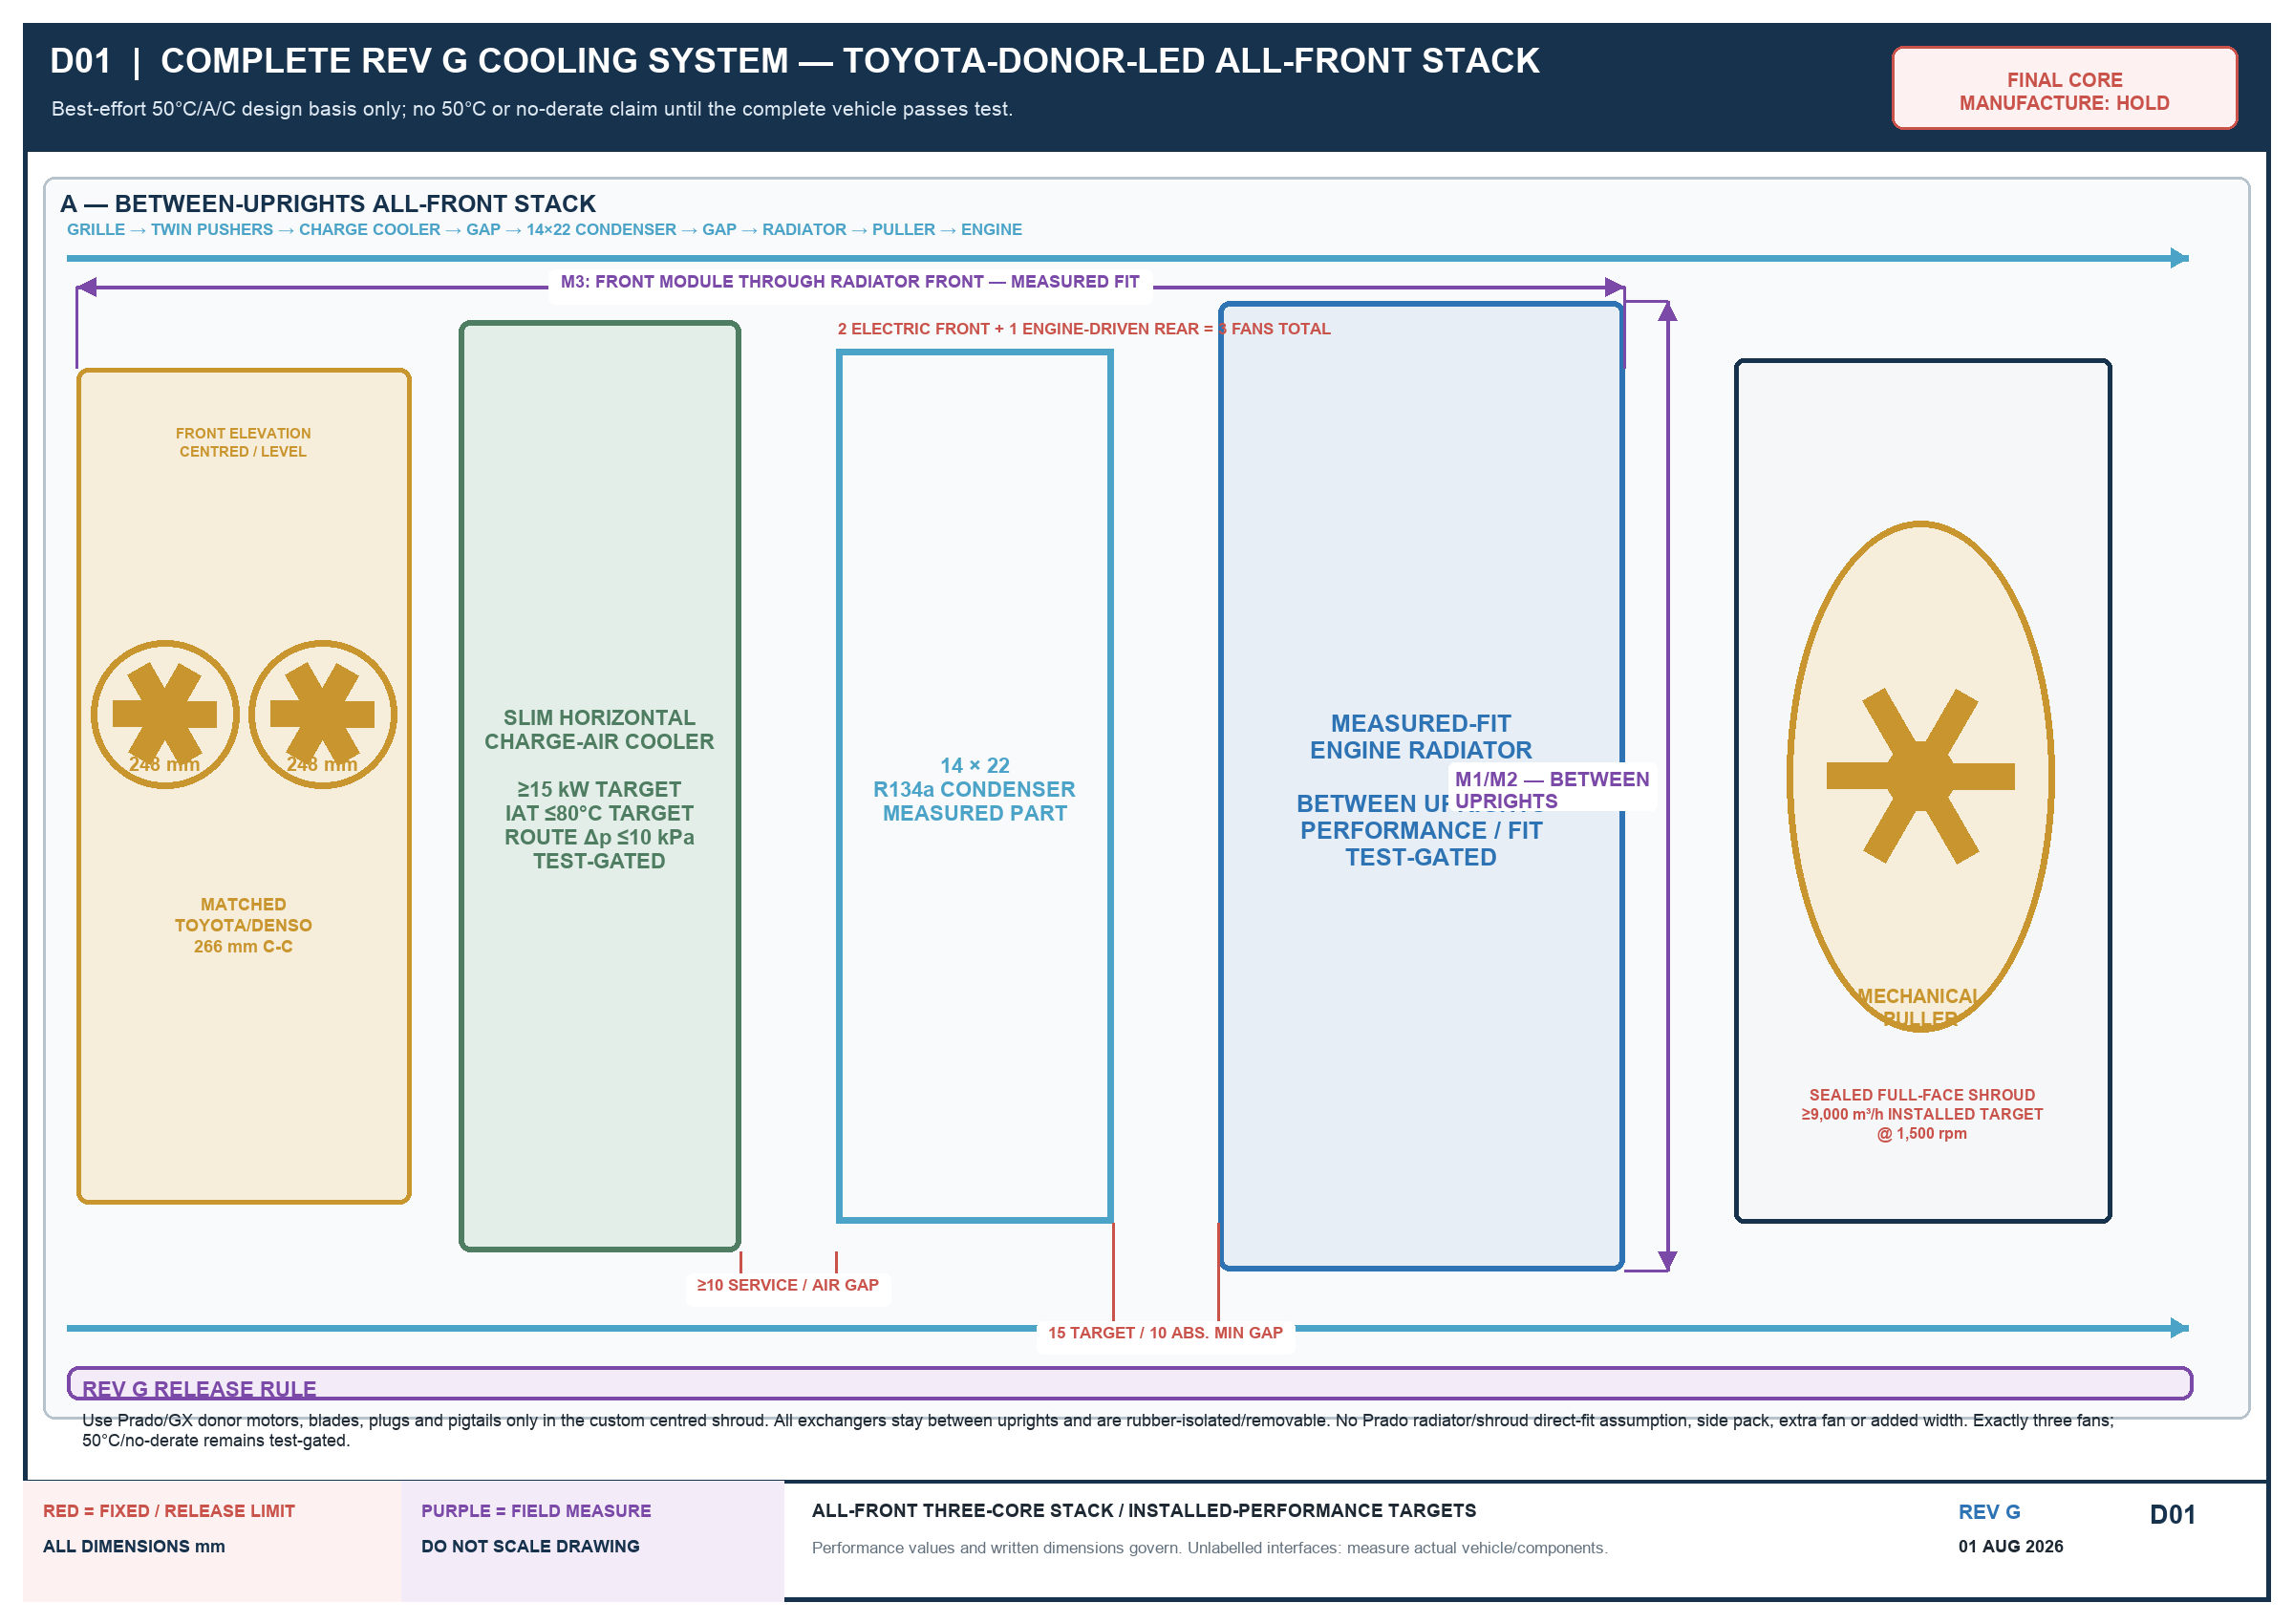 D01 | COMPLETE REV G COOLING SYSTEM — TOYOTA-DONOR-LED ALL-FRONT STACK
Best-effort 50°C/A/C design basis only; no 50°C or no-derate claim until the complete vehicle passes test.
FINAL CORE
MANUFACTURE: HOLD
A — BETWEEN-UPRIGHTS ALL-FRONT STACK
GRILLE → TWIN PUSHERS → CHARGE COOLER → GAP → 14×22 CONDENSER → GAP → RADIATOR → PULLER → ENGINE
M3: FRONT MODULE THROUGH RADIATOR FRONT — MEASURED FIT
2 ELECTRIC FRONT + 1 ENGINE-DRIVEN REAR = 3 FANS TOTAL
FRONT ELEVATION
CENTRED / LEVEL
248 mm
248 mm
MATCHED
TOYOTA/DENSO
266 mm C-C
SLIM HORIZONTAL
CHARGE-AIR COOLER
≥15 kW TARGET
IAT ≤80°C TARGET
ROUTE Δp ≤10 kPa
TEST-GATED
14 × 22
R134a CONDENSER
MEASURED PART
MEASURED-FIT
ENGINE RADIATOR
BETWEEN
PERFORMANCE / FIT
TEST-GATED
M1/M2 — BETWEEN
UPRIGHTS
MECHANICAL
PULLER
SEALED FULL-FACE SHROUD
≥9,000 m³/h INSTALLED TARGET
@ 1,500 rpm
≥10 SERVICE / AIR GAP
15 TARGET / 10 ABS. MIN GAP
REV G RELEASE RULE
Use Prado/GX donor motors, blades, plugs and pigtails only in the custom centred shroud. All exchangers stay between uprights and are rubber-isolated/removable. No Prado radiator/shroud direct-fit assumption, side pack, extra fan or added width. Exactly three fans;
50°C/no-derate remains test-gated.
RED = FIXED / RELEASE LIMIT
ALL DIMENSIONS mm
PURPLE = FIELD MEASURE
DO NOT SCALE DRAWING
ALL-FRONT THREE-CORE STACK / INSTALLED-PERFORMANCE TARGETS
Performance values and written dimensions govern. Unlabelled interfaces: measure actual vehicle/components.
REV G
01 AUG 2026
D01